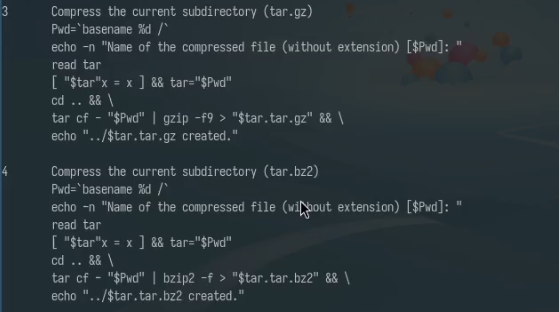 3 Compress the current subdirectory (tar.gz)
Pwd=`basename %d /`
echo -n "Name of the compressed file (without extension) [$Pwd]: "
read tar
[ "$tar"x = x ] && tar="$Pwd"
cd .. && \
tar cf - "$Pwd" | gzip -f9 > "$tar.tar.gz" && \
echo "../$tar.tar.gz created."
4 Compress the current subdirectory (tar.bz2)
Pwd=`basename %d /`
echo -n "Name of the compressed file (without extension) [$Pwd]: "
read tar
[ "$tar"x = x ] && tar="$Pwd"
cd .. && \
tar cf - "$Pwd" | bzip2 -f > "$tar.tar.bz2" && \
echo "../$tar.tar.bz2 created."